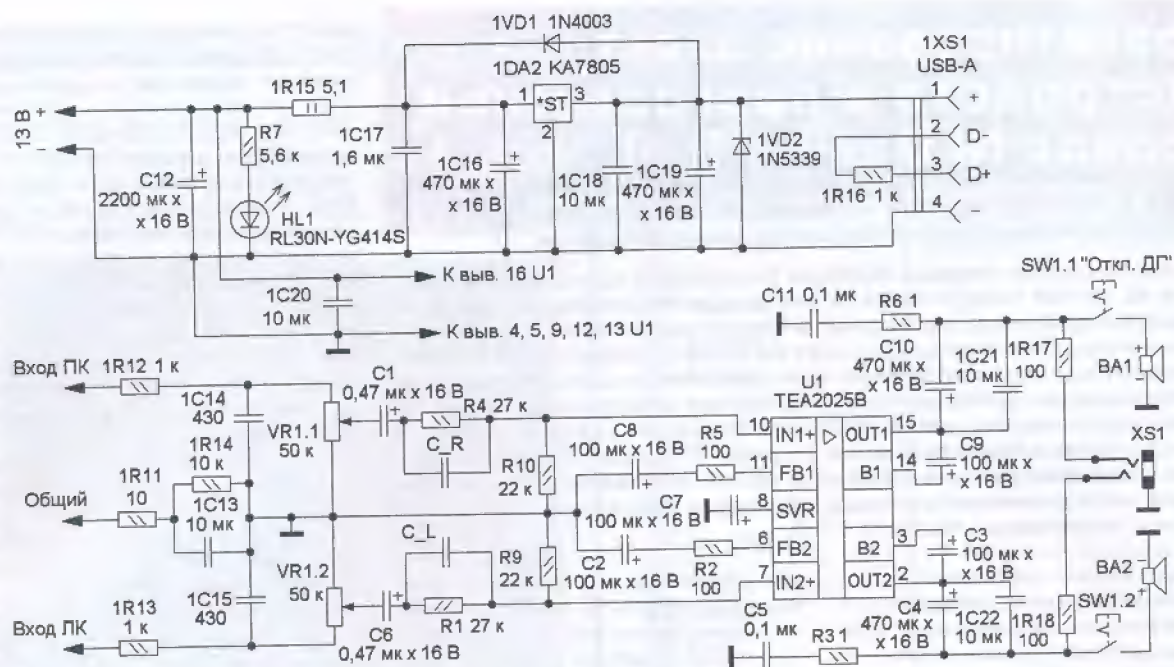 1VD1 1N4003
1DA2 KA7805
1XS1
USB-A
13 В
+
−
1R15 5,1
1
*ST
3
2
1
+
2
D-
3
D+
4
−
R7
5,6 к
1C17
1,6 мк
1C16
470 мк х
х 16 В
1C18
10 мк
1C19
470 мк х
х 16 В
1VD2
1N5339
1R16 1 к
C12
2200 мк х
х 16 В
HL1
RL30N-YG414S
К выв. 16 U1
1C20
10 мк
К выв. 4, 5, 9, 12, 13 U1
SW1.1 "Откл. ДГ"
C11 0,1 мк
R6 1
C10
470 мк х
х 16 В
1C21
10 мк
1R17
100
BA1
Вход ПК
1R12 1 к
1C14
430
1R14
10 к
VR1.1
50 к
C1
0,47 мк х 16 В
R4 27 к
C_R
R10
22 к
C8
100 мк х 16 В
R5
100
U1
TEA2025B
10
IN1+
OUT1
15
11
FB1
B1
14
8
SVR
6
FB2
B2
3
7
IN2+
OUT2
2
C9
100 мк х
х 16 В
XS1
1R11
10
Общий
1C13
10 мк
C7
100 мк х 16 В
C_L
R9
22 к
C2
100 мк х 16 В
R2
100
C3
100 мк х
х 16 В
BA2
VR1.2
50 к
1C15
430
Вход ЛК
1R13
1 к
C6
0,47 мк х 16 В
R1 27 к
C5
0,1 мк
R3 1
C4
470 мк х
х 16 В
1C22
10 мк
1R18
100
SW1.2